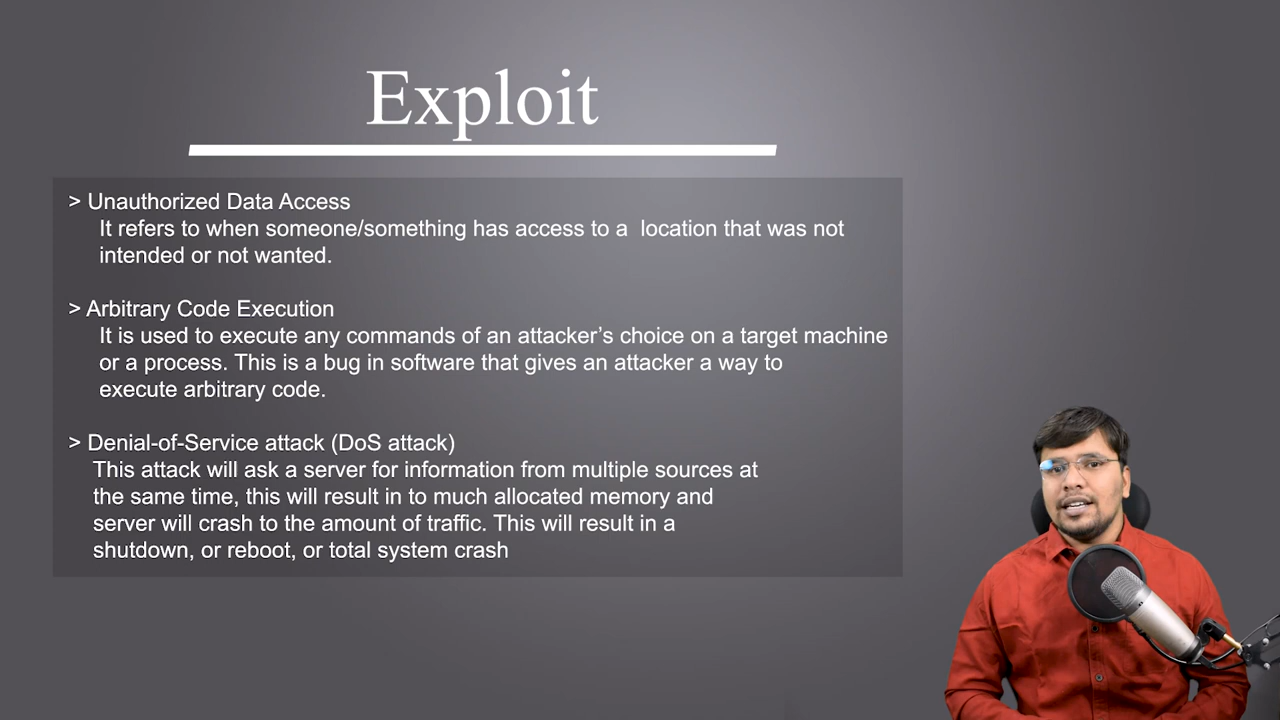 Exploit
> Unauthorized Data Access
It refers to when someone/something has access to a  location that was not
intended or not wanted.
> Arbitrary Code Execution
It is used to execute any commands of an attacker’s choice on a target machine
or a process. This is a bug in software that gives an attacker a way to
execute arbitrary code.
> Denial-of-Service attack (DoS attack)
This attack will ask a server for information from multiple sources at
the same time, this will result in to much allocated memory and
server will crash to the amount of traffic. This will result in a
shutdown, or reboot, or total system crash